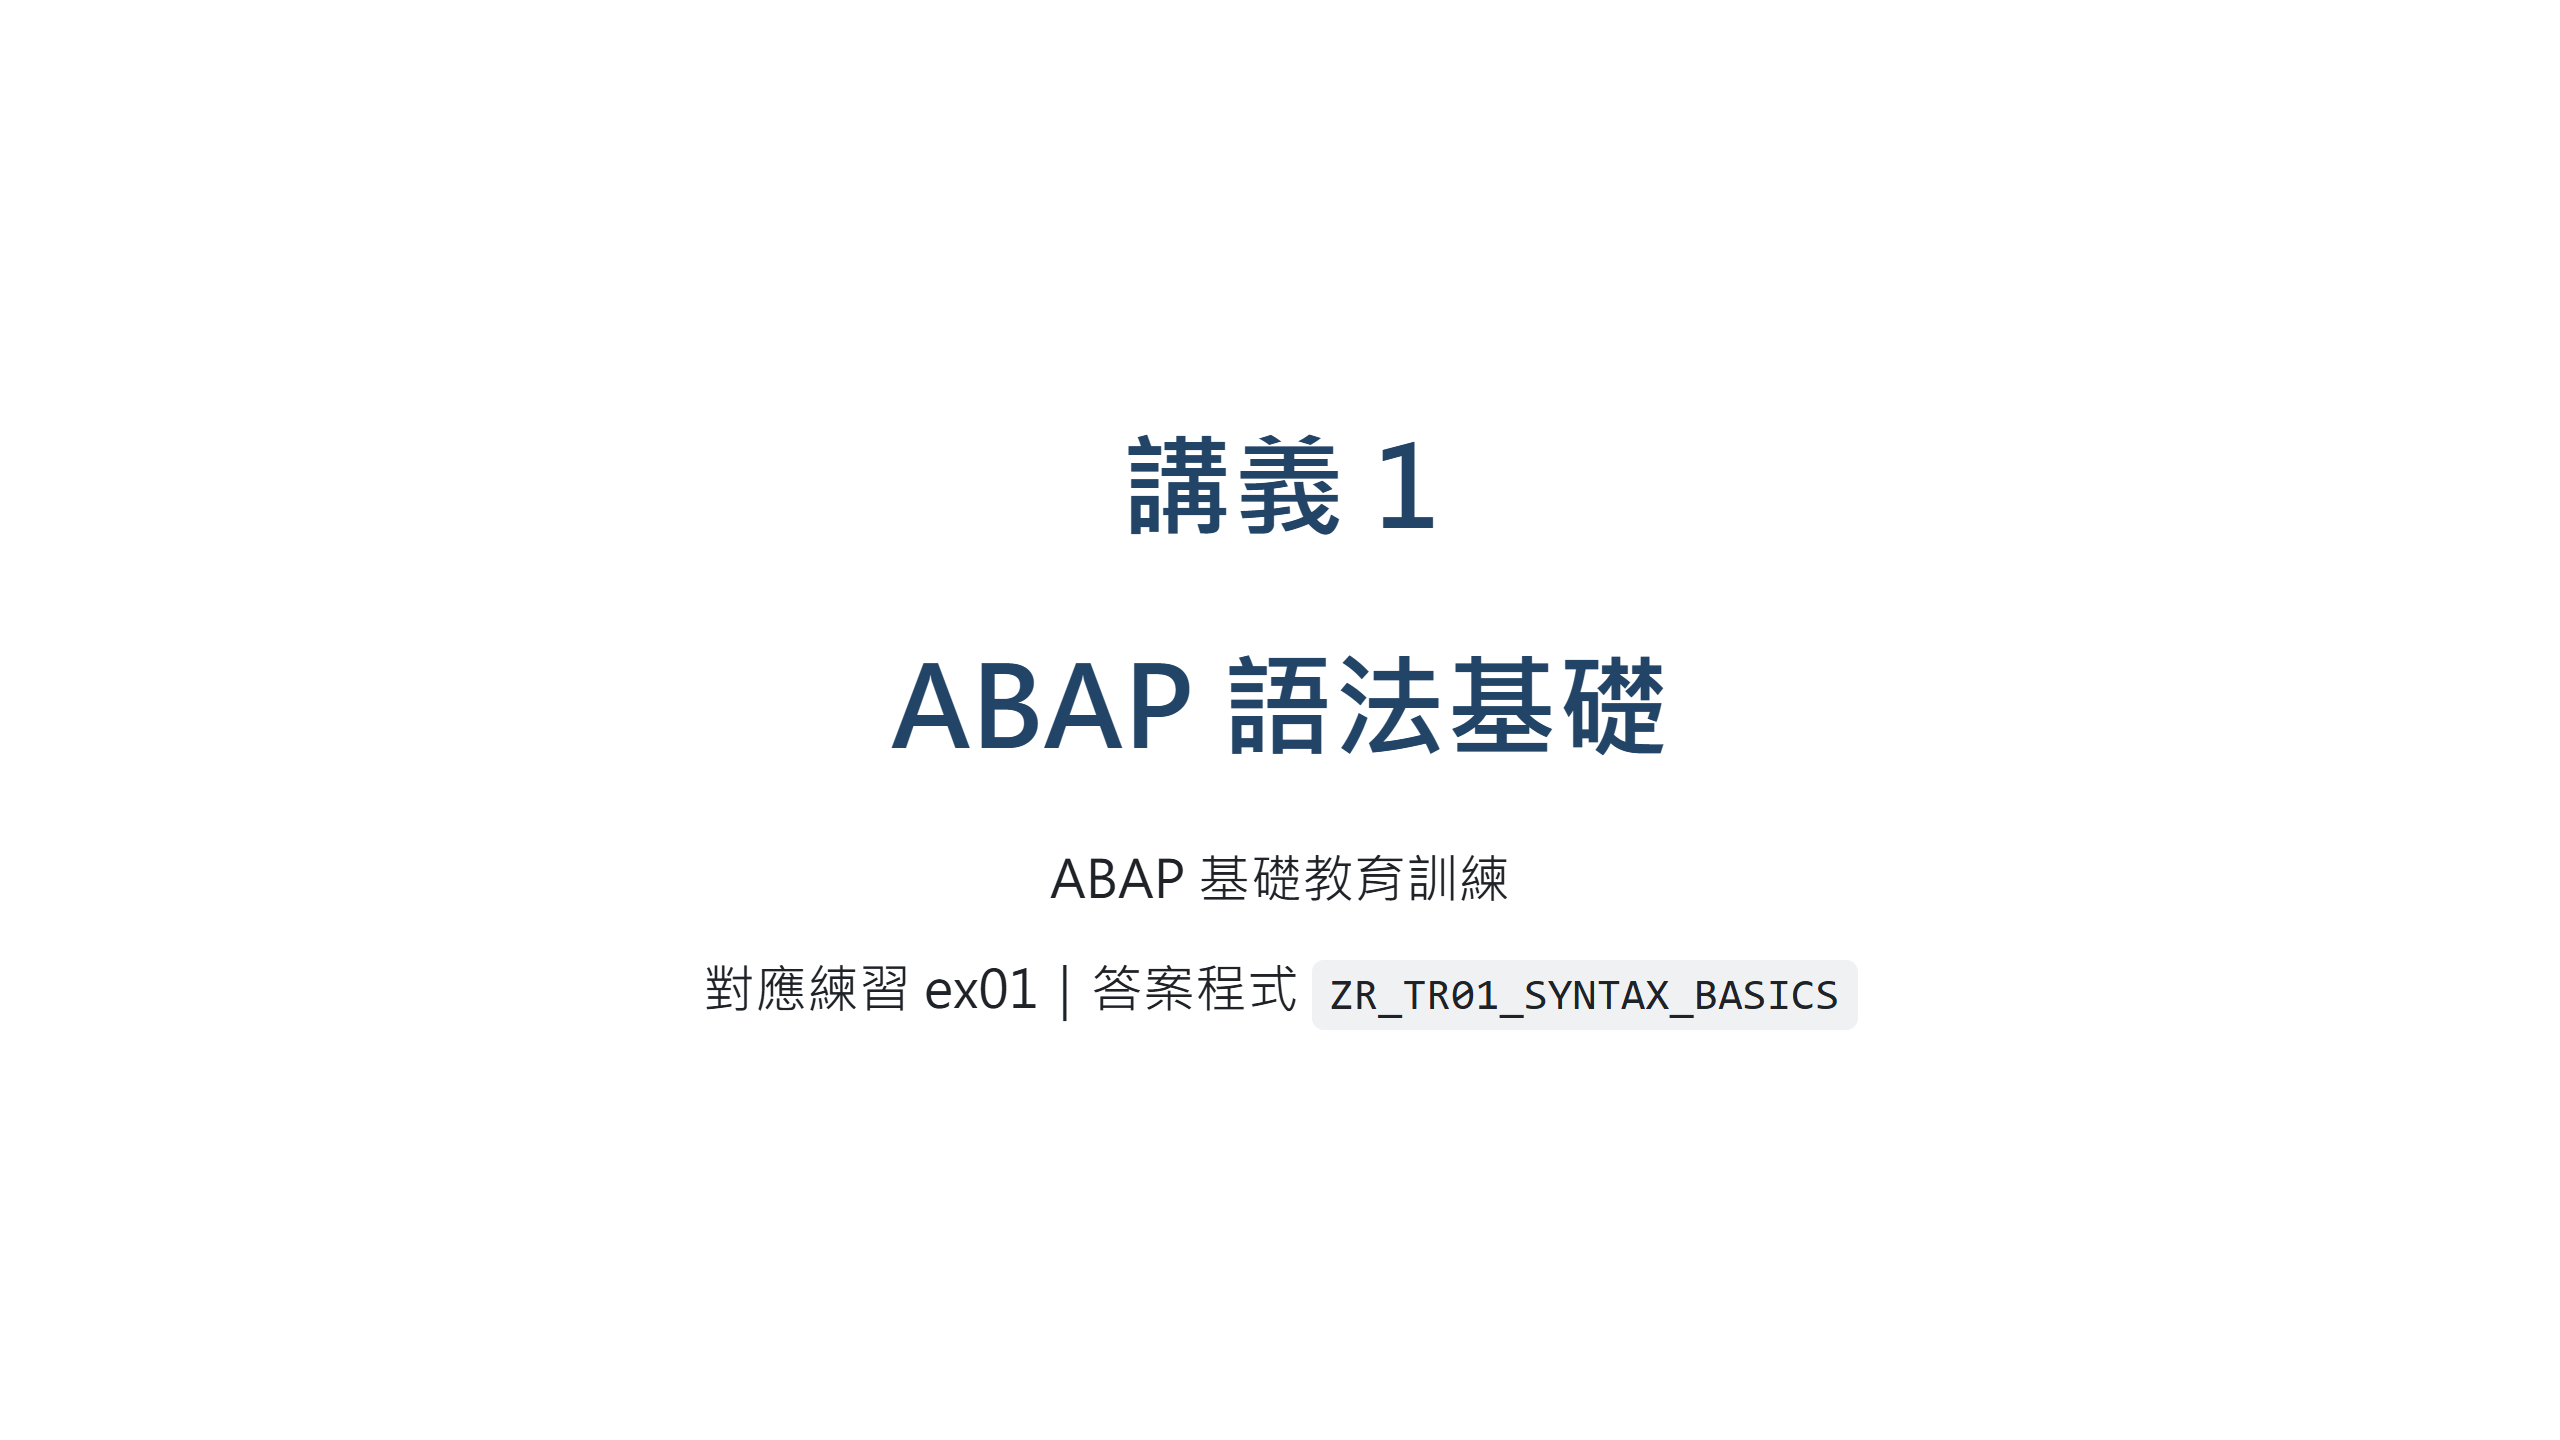 講義 1
ABAP 語法基礎
ABAP 基礎教育訓練
對應練習 ex01 | 答案程式 ZR_TR01_SYNTAX_BASICS